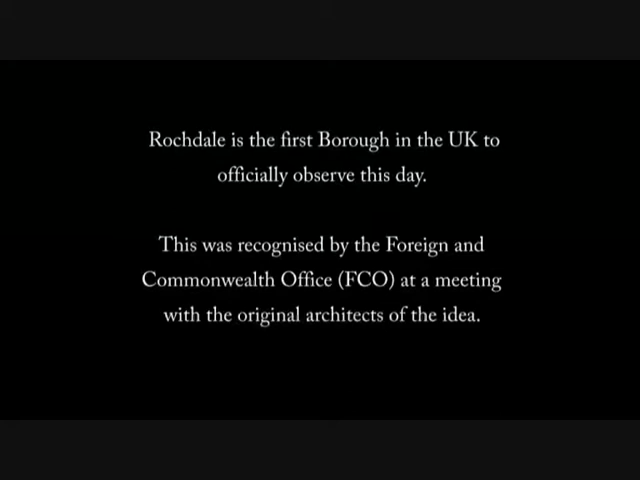 Rochdale is the first Borough in the UK to
officially observe this day.
This was recognised by the Foreign and
Commonwealth Office (FCO) at a meeting
with the original architects of the idea.